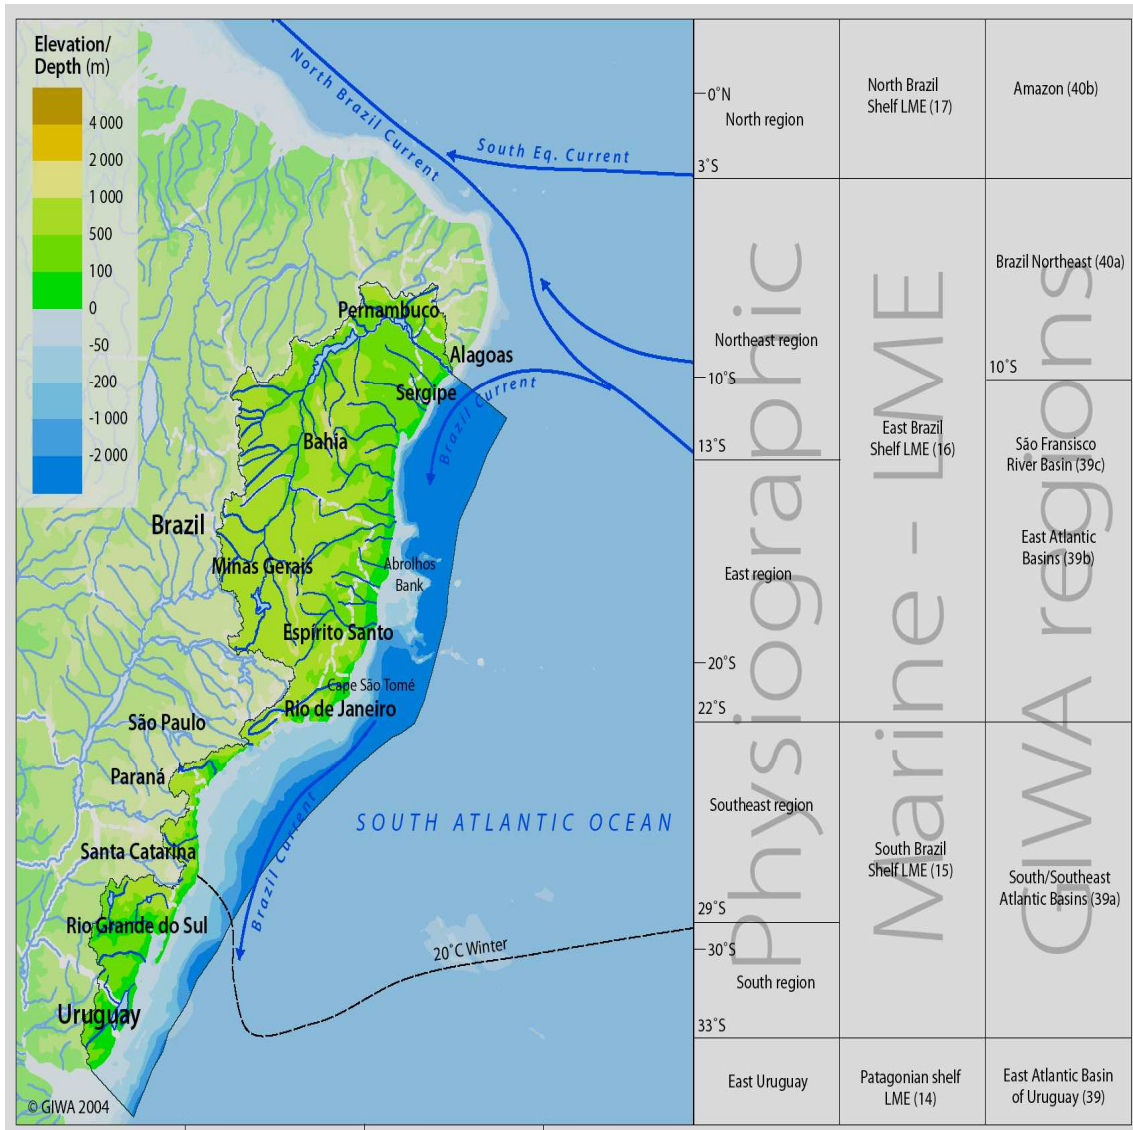 Elevation/
Depth (m)
4 000
2 000
1 000
500
100
0
-50
-200
-1 000
-2 000
North Brazil Current
South Eq. Current
Pernambuco
Alagoas
Sergipe
Brazil Current
Bahia
Brazil
Minas Gerais
Abrolhos
Bank
Espírito Santo
Cape São Tomé
Rio de Janeiro
São Paulo
Paraná
SOUTH ATLANTIC OCEAN
Santa Catarina
Brazil Current
Rio Grande do Sul
20°C Winter
Uruguay
© GIWA 2004
0°N
3°S
10°S
13°S
20°S
22°S
29°S
30°S
33°S
Physiographic
North region
Northeast region
East region
Southeast region
South region
East Uruguay
Marine - LME
North Brazil
Shelf LME (17)
East Brazil
Shelf LME (16)
South Brazil
Shelf LME (15)
Patagonian shelf
LME (14)
GIWA regions
Amazon (40b)
Brazil Northeast (40a)
10°S
São Fransisco
River Basin (39c)
East Atlantic
Basins (39b)
South/Southeast
Atlantic Basins (39a)
East Atlantic Basin
of Uruguay (39)